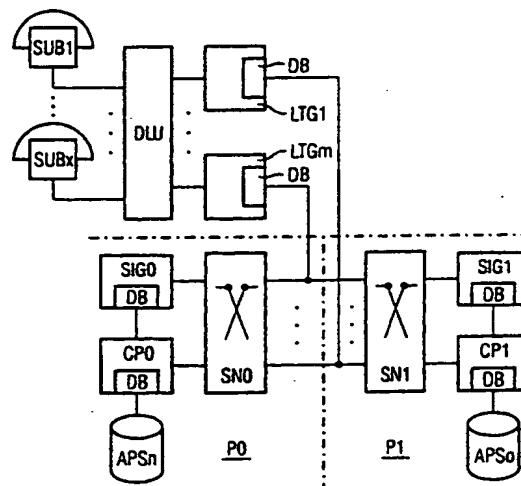 SUB1
DB
LTG1
DLU
SUBx
LTGm
DB
SIG0
DB
SIG1
DB
CP0
DB
SN0
SN1
CP1
DB
APSn
P0
P1
APSo